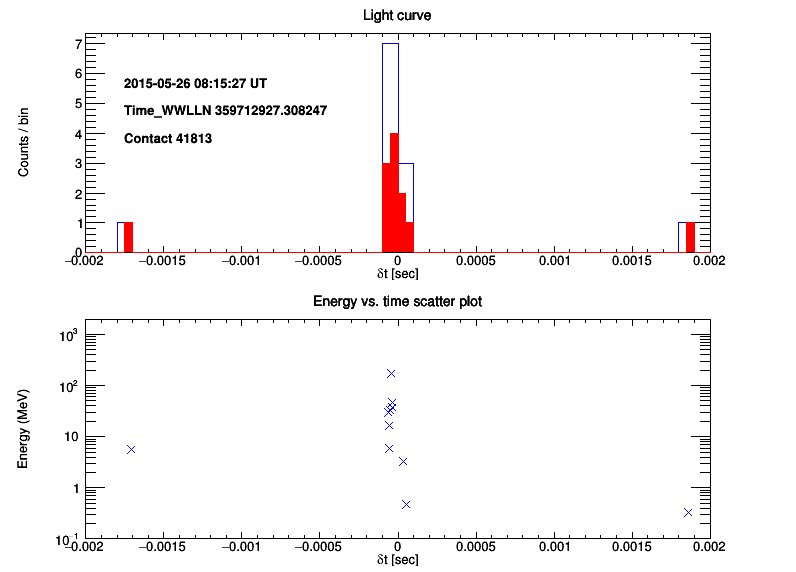 Light curve
Counts / bin
7
6
5
4
3
2
1
0
2015-05-26 08:15:27 UT
Time_WWLLN 359712927.308247
Contact 41813
−0.002 −0.0015 −0.001 −0.0005 0 0.0005 0.001 0.0015 0.002
δt [sec]
Energy vs. time scatter plot
Energy (MeV)
10³
10²
10
1
10⁻¹
−0.002 −0.0015 −0.001 −0.0005 0 0.0005 0.001 0.0015 0.002
δt [sec]